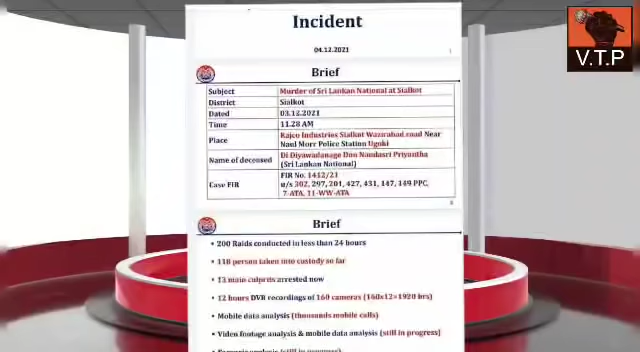 Incident
04.12.2021
1
Brief
Subject Murder of Sri Lankan National at Sialkot
District Sialkot
Dated 03.12.2021
Time 11.28 AM
Place Rajco Industries Sialkot Wazirabad road Near
Naul Morr Police Station Ugoki
Name of deceased Di Diyawadanage Don Nandasri Priyantha
(Sri Lankan National)
Case FIR FIR No. 1412/21
u/s 302, 297, 201, 427, 431, 147, 149 PPC,
7-ATA, 11-WW-ATA
Brief
• 200 Raids conducted in less than 24 hours
• 118 person taken into custody so far
• 13 main culprits arrested now
• 12 hours DVR recordings of 160 cameras (160x12=1920 hrs)
• Mobile data analysis (thousands mobile calls)
• Video footage analysis & mobile data analysis (still in progress)
V.T.P